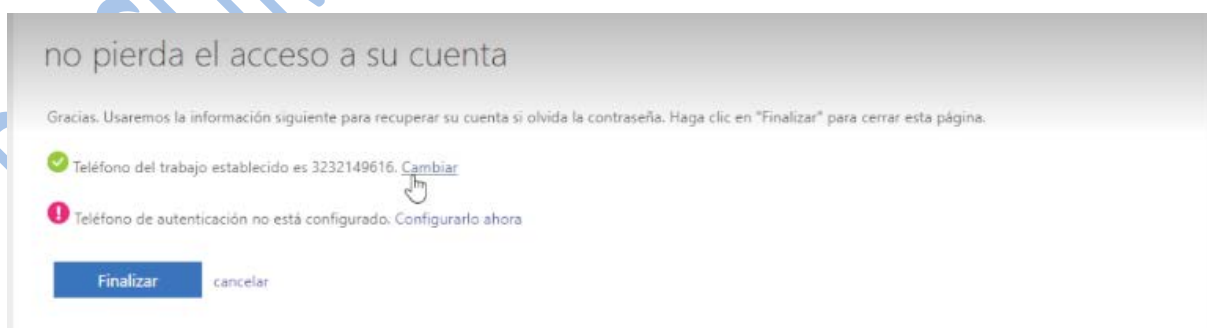 no pierda el acceso a su cuenta
Gracias. Usaremos la información siguiente para recuperar su cuenta si olvida la contraseña. Haga clic en "Finalizar" para cerrar esta página.
Teléfono del trabajo establecido es 3232149616. Cambiar
Teléfono de autenticación no está configurado. Configurarlo ahora
Finalizar cancelar